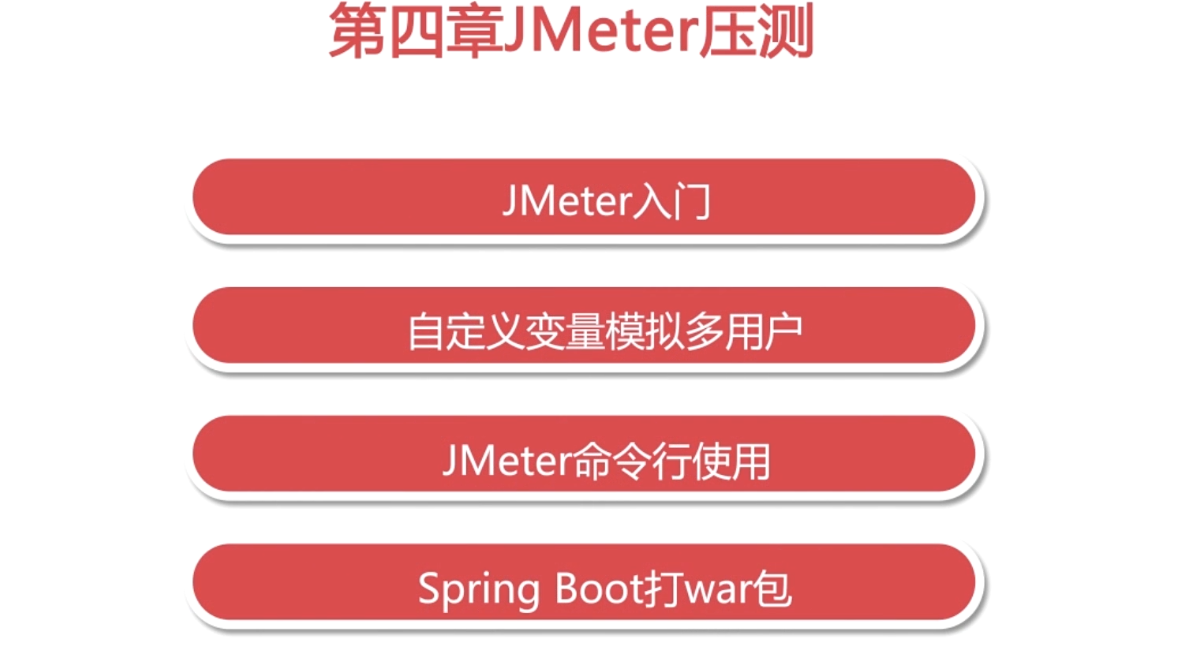 第四章JMeter压测
JMeter入门
自定义变量模拟多用户
JMeter命令行使用
Spring Boot打war包